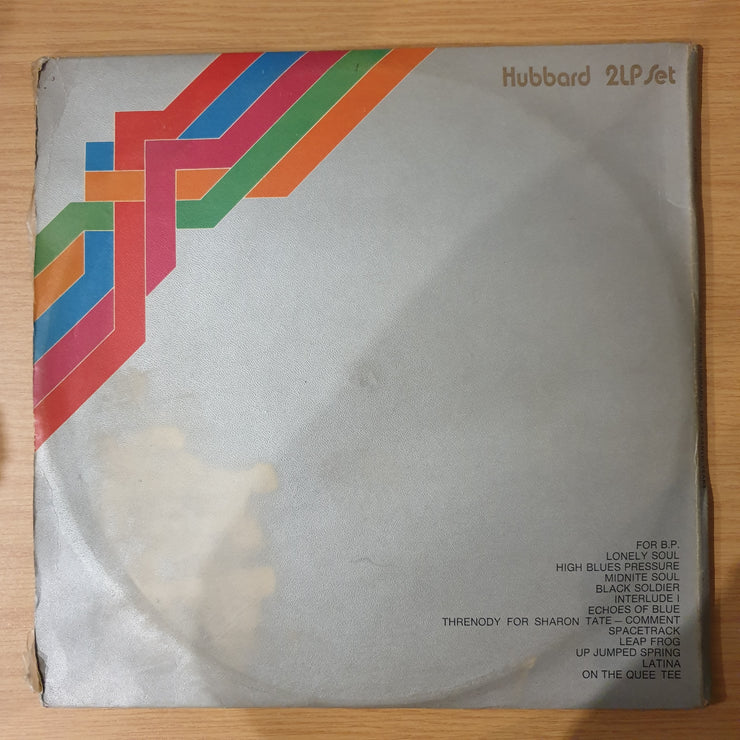 Hubbard 2LP Set
FOR B.P.
LONELY SOUL
HIGH BLUES PRESSURE
MIDNITE SOUL
BLACK SOLDIER
INTERLUDE I
ECHOES OF BLUE
THRENODY FOR SHARON TATE – COMMENT
SPACETRACK
LEAP FROG
UP JUMPED SPRING
LATINA
ON THE QUEE TEE